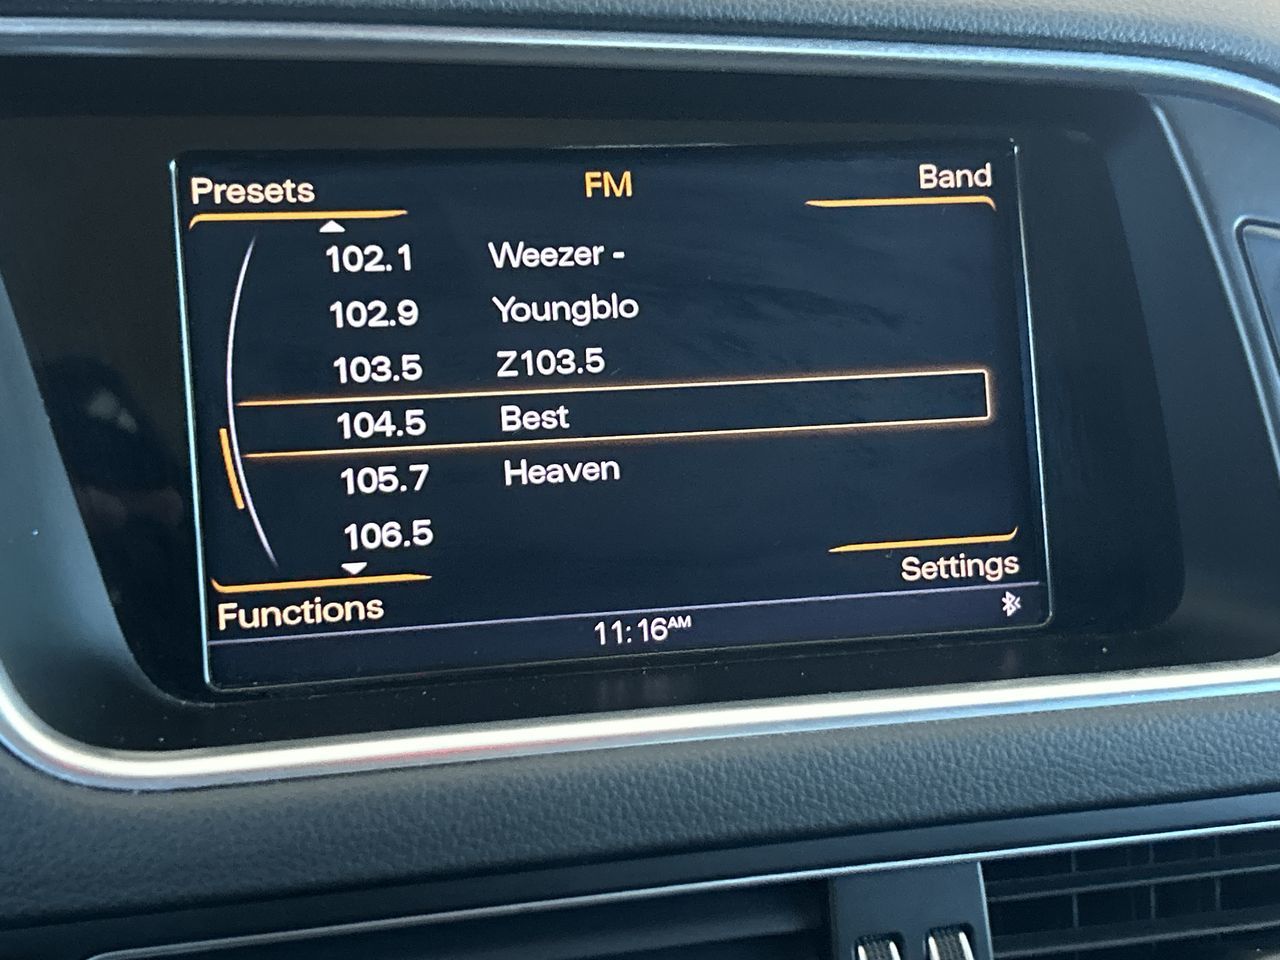 Presets FM Band
102.1 Weezer -
102.9 Youngblo
103.5 Z103.5
104.5 Best
105.7 Heaven
106.5
Settings
Functions
11:16AM